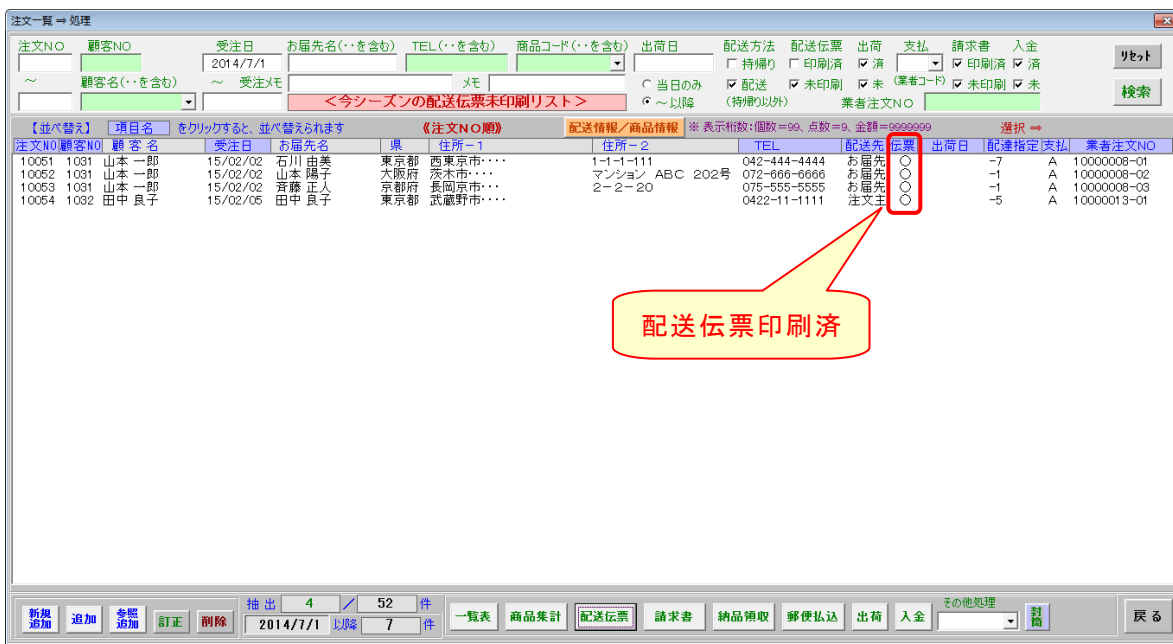 注文一覧 ⇒ 処理
注文NO 顧客NO 受注日 お届先名(‥を含む) TEL(‥を含む) 商品コード(‥を含む) 出荷日 配送方法 配送伝票 出荷 支払 請求書 入金
2014/7/1 持帰り 印刷済 済 印刷済 済 リセット
～ 顧客名(‥を含む) ～ 受注メモ メモ 当日のみ 配送 未印刷 未 (業者コード) 未印刷 未
＜今シーズンの配送伝票未印刷リスト＞ ～以降 (持帰り以外) 業者注文NO 検索
【並べ替え】 項目名 をクリックすると、並べ替えられます 《注文NO順》 配送情報／商品情報 ※ 表示桁数:個数=99、点数=9、金額=9999999 選択 ⇒
注文NO 顧客NO 顧 客 名 受注日 お届先名 県 住所－1 住所－2 TEL 配送先 伝票 出荷日 配達指定 支払 業者注文NO
10051 1031 山本 一郎 15/02/02 石川 由美 東京都 西東京市‥‥ 1-1-1-111 042-444-4444 お届先 ○ -7 A 10000008-01
10052 1031 山本 一郎 15/02/02 山本 陽子 大阪府 茨木市‥‥ マンション ABC 202号 072-666-6666 お届先 ○ -1 A 10000008-02
10053 1031 山本 一郎 15/02/02 斉藤 正人 京都府 長岡京市‥‥ 2－2－20 075-555-5555 お届先 ○ -1 A 10000008-03
10054 1032 田中 良子 15/02/05 田中 良子 東京都 武蔵野市‥‥ 0422-11-1111 注文主 ○ -5 A 10000013-01
配送伝票印刷済
新規追加 追加 参照追加 訂正 削除 抽 出 4 ／ 52 件 一覧表 商品集計 配送伝票 請求書 納品領収 郵便払込 出荷 入金 その他処理 封筒 戻 る
2014/7/1 以降 7 件